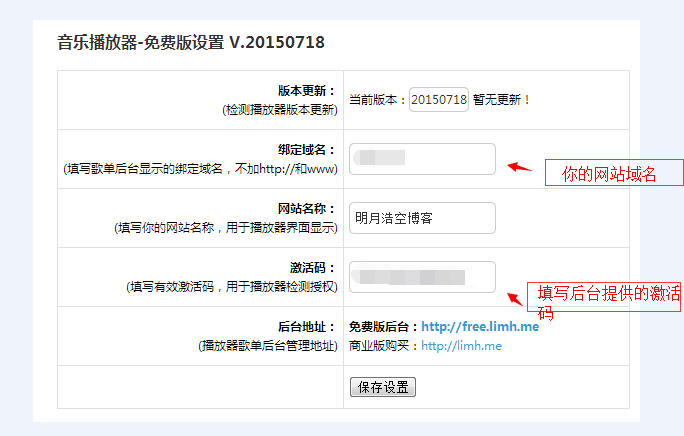 音乐播放器-免费版设置 V.20150718
版本更新：
(检测播放器版本更新)
当前版本：20150718 暂无更新！
绑定域名：
(填写歌单后台显示的绑定域名，不加http://和www)
你的网站域名
网站名称：
(填写你的网站名称，用于播放器界面显示)
明月浩空博客
激活码：
(填写有效激活码，用于播放器检测授权)
填写后台提供的激活
码
后台地址：
(播放器歌单后台管理地址)
免费版后台：http://free.limh.me
商业版购买：http://limh.me
保存设置